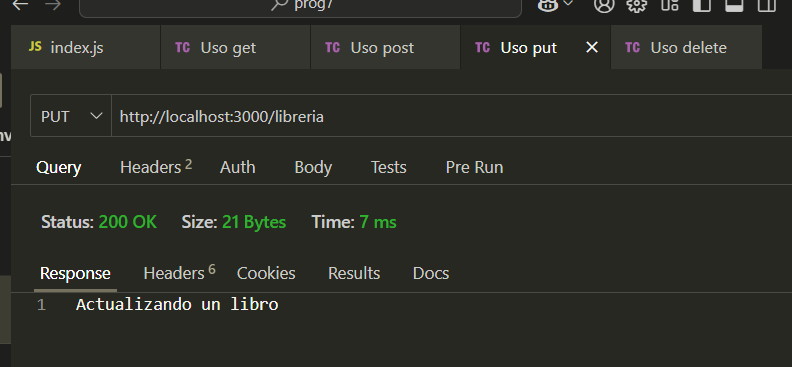 prog7
JS index.js TC Uso get TC Uso post TC Uso put × TC Uso delete
PUT http://localhost:3000/libreria
Query Headers 2 Auth Body Tests Pre Run
Status: 200 OK Size: 21 Bytes Time: 7 ms
Response Headers 6 Cookies Results Docs
1 Actualizando un libro